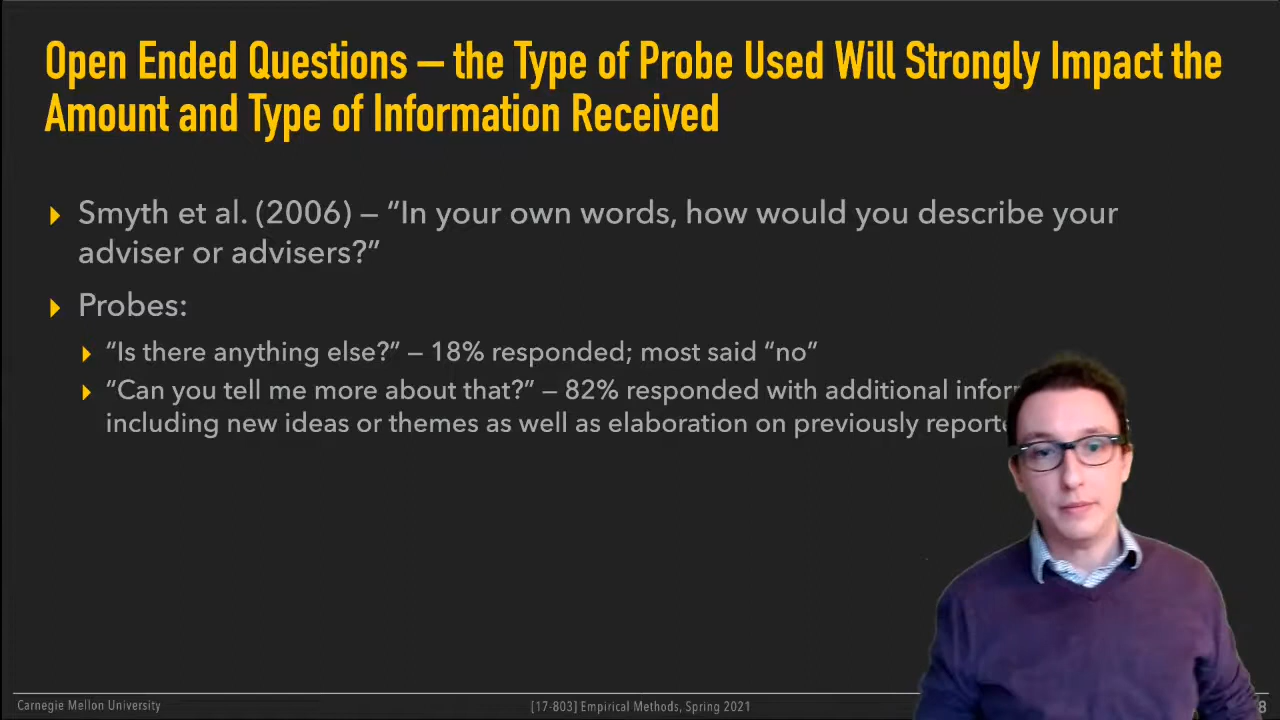 Open Ended Questions — the Type of Probe Used Will Strongly Impact the
Amount and Type of Information Received
Smyth et al. (2006) — “In your own words, how would you describe your
adviser or advisers?”
Probes:
“Is there anything else?” — 18% responded; most said “no”
“Can you tell me more about that?” — 82% responded with additional
including new ideas or themes as well as elaboration on previously
Carnegie Mellon University
[17-803] Empirical Methods, Spring 2021
8